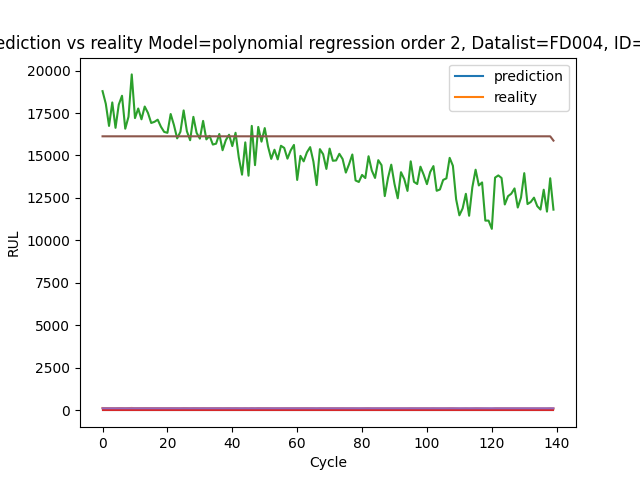 ediction vs reality Model=polynomial regression order 2, Datalist=FD004, ID=
20000
17500
15000
12500
10000
7500
5000
2500
0
RUL
prediction
reality
0 20 40 60 80 100 120 140
Cycle